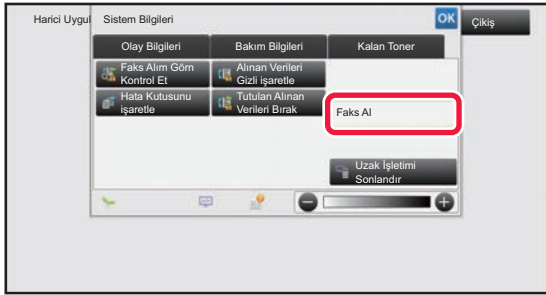 Harici Uygul
Sistem Bilgileri
OK
Çıkış
Olay Bilgileri
Bakım Bilgileri
Kalan Toner
Faks Alım Görn
Kontrol Et
Alınan Verileri
Gizli işaretle
Hata Kutusunu
işaretle
Tutulan Alınan
Verileri Bırak
Faks Al
Uzak İşletimi
Sonlandır